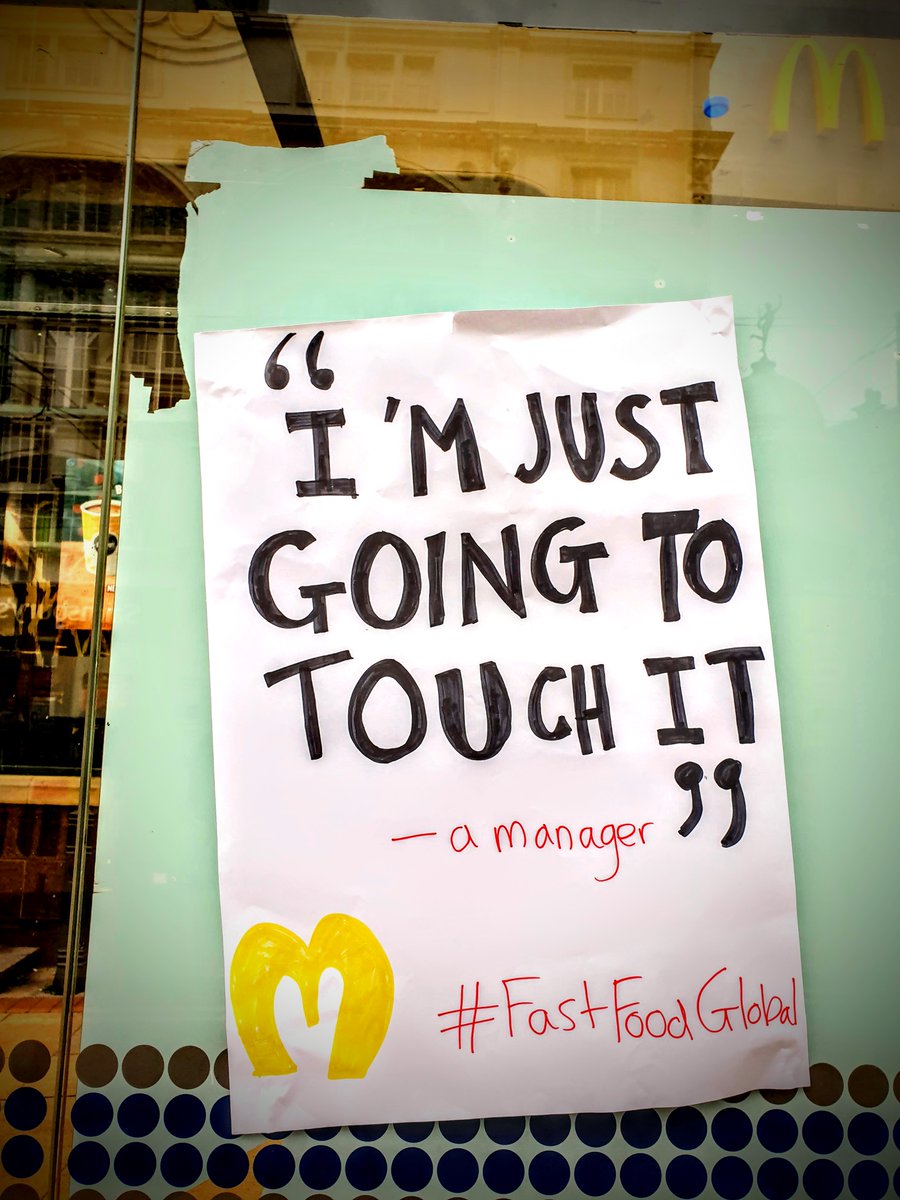 “I'M JUST
GOING TO
TOUCH IT”
– a manager
M
#FastFoodGlobal